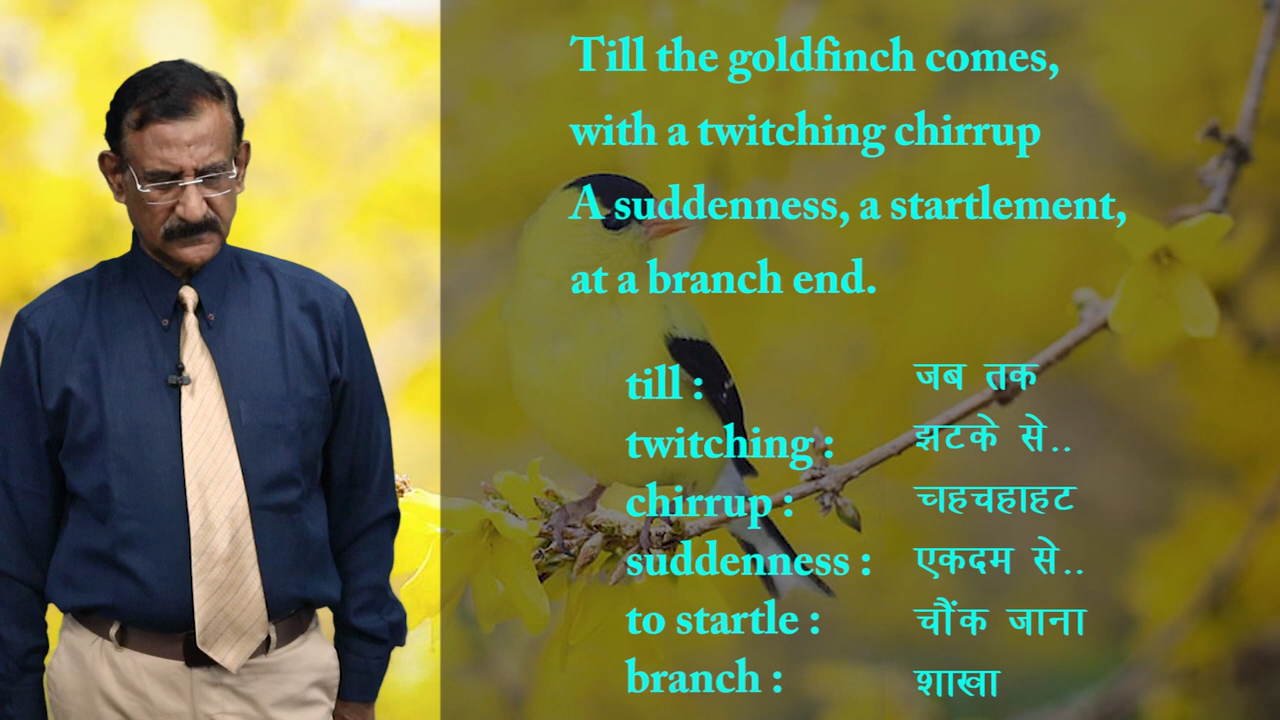 Till the goldfinch comes,
with a twitching chirrup
A suddenness, a startlement,
at a branch end.
till : जब तक
twitching : झटके से..
chirrup : चहचहाहट
suddenness : एकदम से..
to startle : चौंक जाना
branch : शाखा